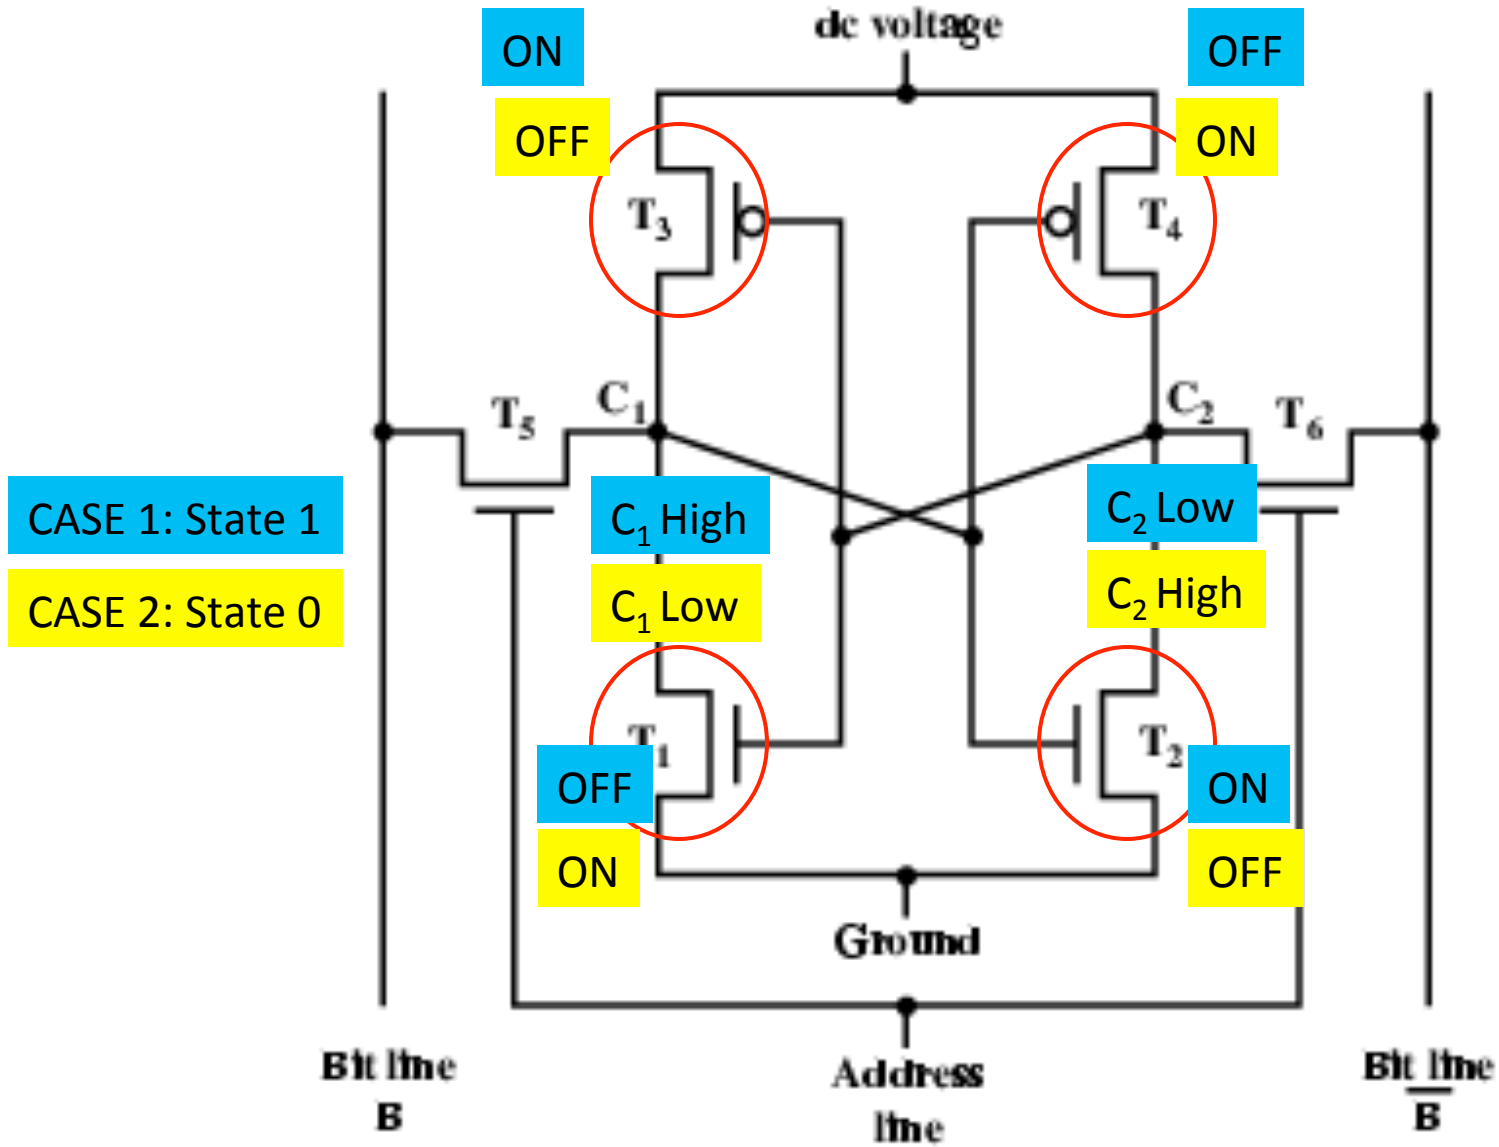 dc voltage
ON
OFF
OFF
ON
T3
T4
T5
C1
C2
T6
CASE 1: State 1
CASE 2: State 0
C1 High
C1 Low
C2 Low
C2 High
T1
T2
OFF
ON
ON
OFF
Ground
Address
line
Bit line
B
Bit line
B̅